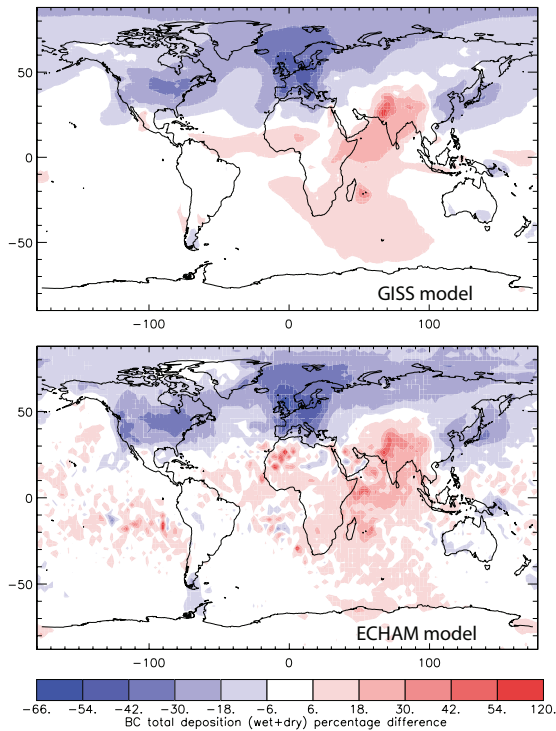 50
0
−50
GISS model
−100 0 100
50
0
−50
ECHAM model
−100 0 100
−66. −54. −42. −30. −18. −6. 6. 18. 30. 42. 54. 120.
BC total deposition (wet+dry) percentage difference